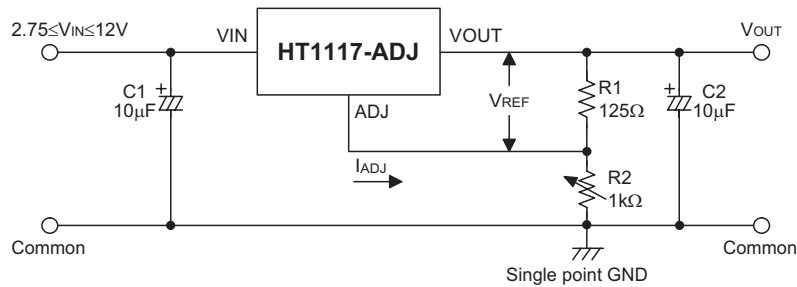 2.75≤VIN≤12V
VIN
HT1117-ADJ
VOUT
VOUT
C1
10μF
+
ADJ
VREF
R1
125Ω
+
C2
10μF
IADJ
R2
1kΩ
Common
Common
Single point GND